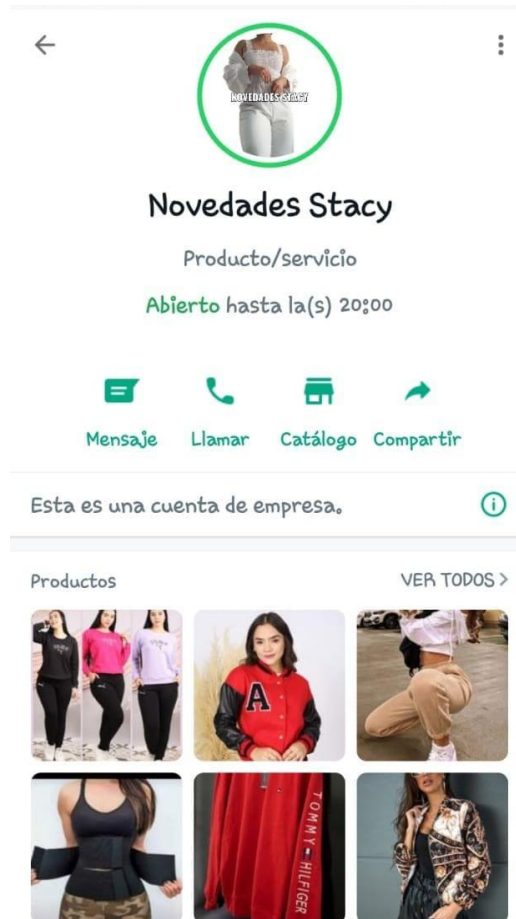 NOVEDADES STACY
Novedades Stacy
Producto/servicio
Abierto hasta la(s) 20:00
Mensaje Llamar Catálogo Compartir
Esta es una cuenta de empresa.
Productos VER TODOS >
A
TOMMY HILFIGER